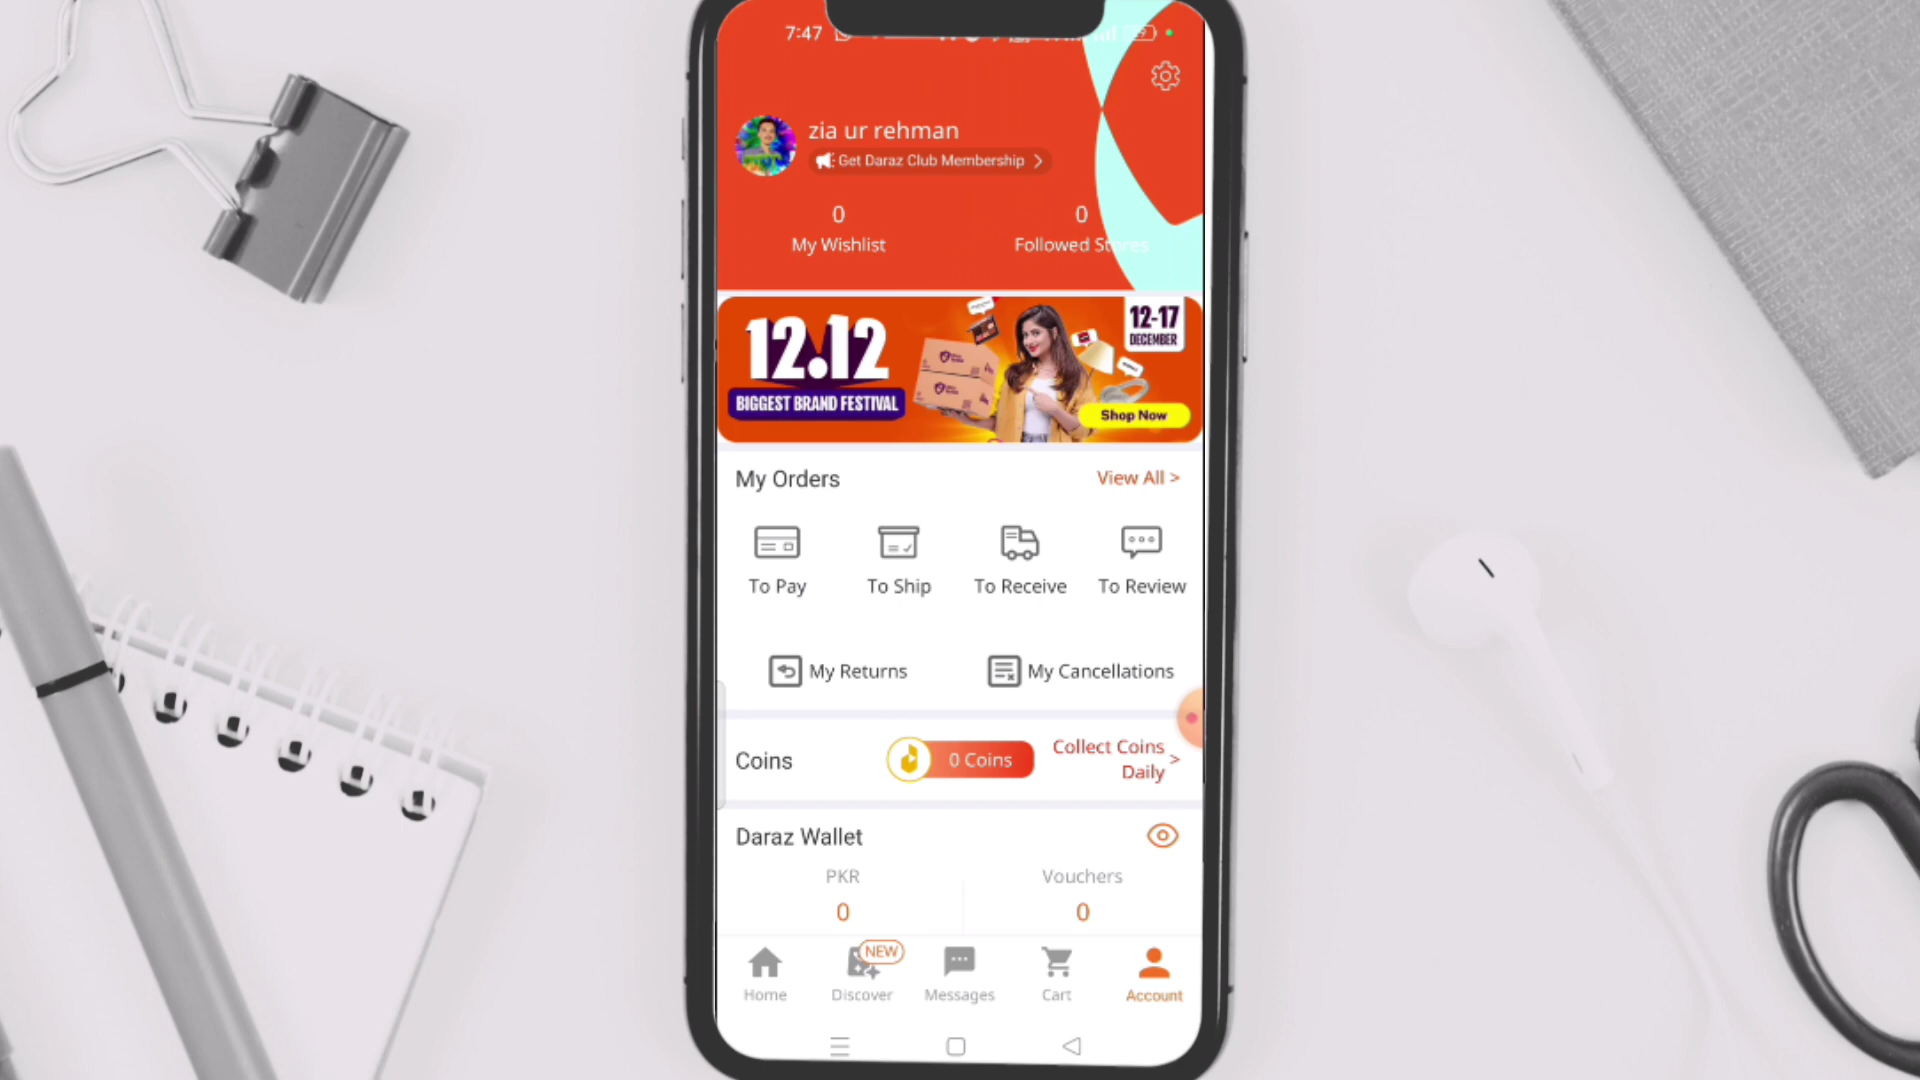 7:47
zia ur rehman
Get Daraz Club Membership >
0
My Wishlist
0
Followed Stores
12.12
BIGGEST BRAND FESTIVAL
12-17
DECEMBER
Shop Now
My Orders
View All >
To Pay
To Ship
To Receive
To Review
My Returns
My Cancellations
Coins
0 Coins
Collect Coins
Daily >
Daraz Wallet
PKR
0
Vouchers
0
NEW
Home
Discover
Messages
Cart
Account